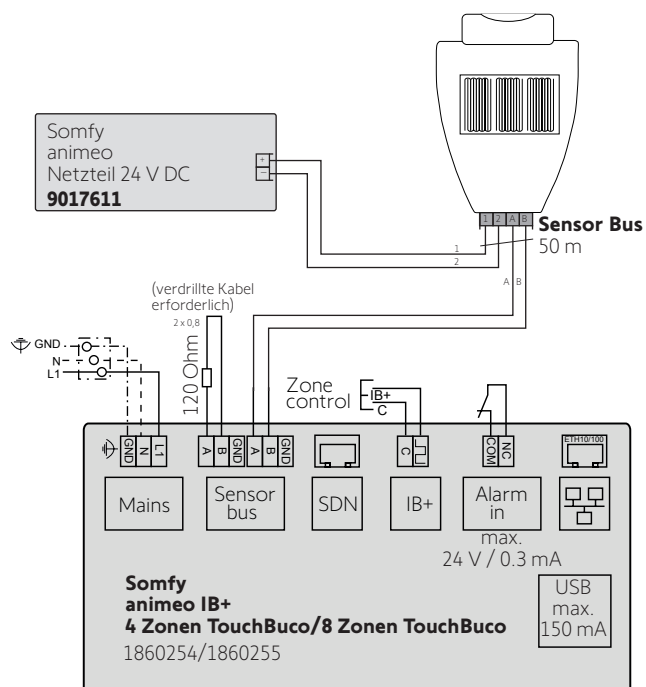 Somfy
animeo
Netzteil 24 V DC
9017611
+
−
1 2 A B
Sensor Bus
50 m
1
2
A B
(verdrillte Kabel
erforderlich)
2 x 0,8
120 Ohm
GND
N
L1
Zone
control
IB+
C
GND N L1
A B GND A B GND
C
COM NC
ETH10/100
Mains
Sensor
bus
SDN
IB+
Alarm
in
max.
24 V / 0.3 mA
Somfy
animeo IB+
4 Zonen TouchBuco/8 Zonen TouchBuco
1860254/1860255
USB
max.
150 mA